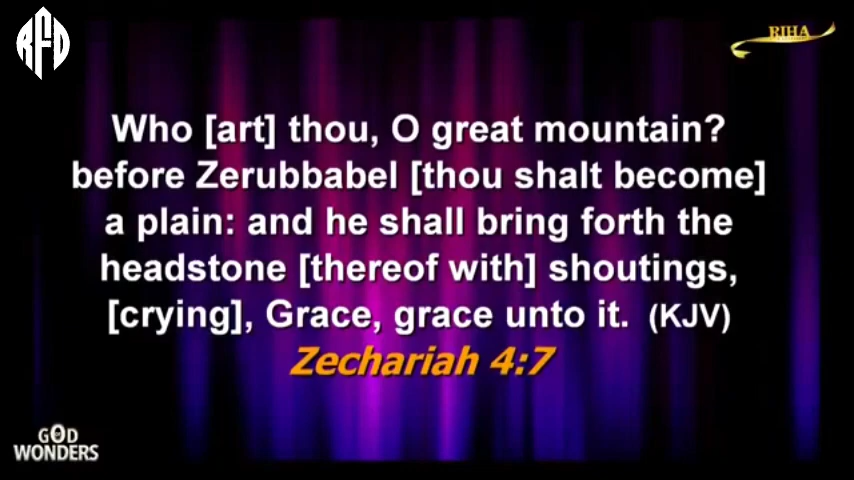 RFD
RIHA
Who [art] thou, O great mountain?
before Zerubbabel [thou shalt become]
a plain: and he shall bring forth the
headstone [thereof with] shoutings,
[crying], Grace, grace unto it. (KJV)
Zechariah 4:7
GOD
WONDERS